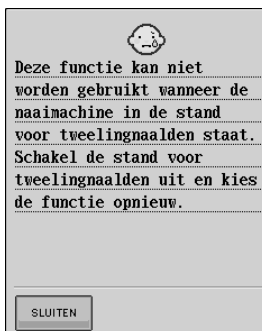 Deze functie kan niet
worden gebruikt wanneer de
naaimachine in de stand
voor tweelingnaalden staat.
Schakel de stand voor
tweelingnaalden uit en kies
de functie opnieuw.
SLUITEN